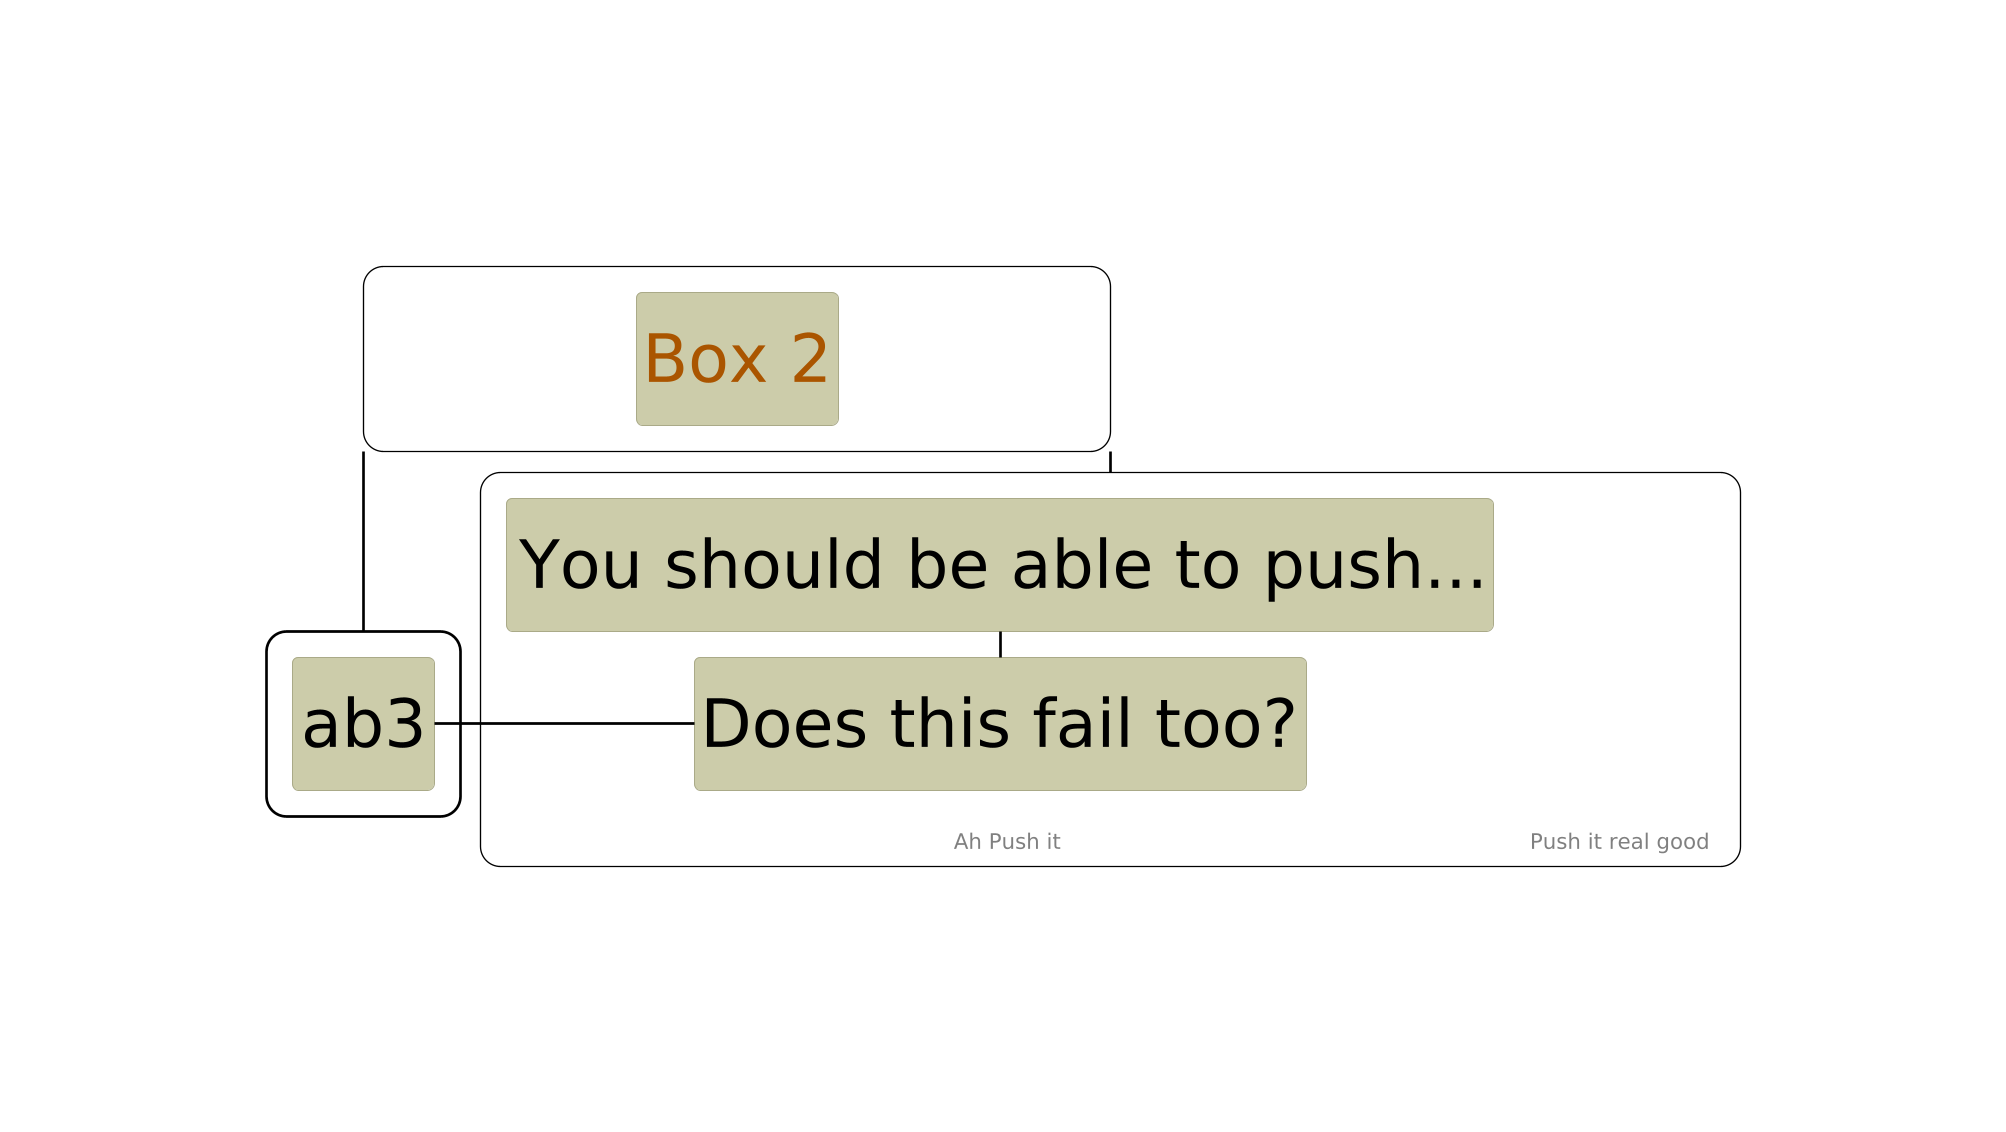 Box 2
You should be able to push...
ab3
Does this fail too?
Ah Push it
Push it real good